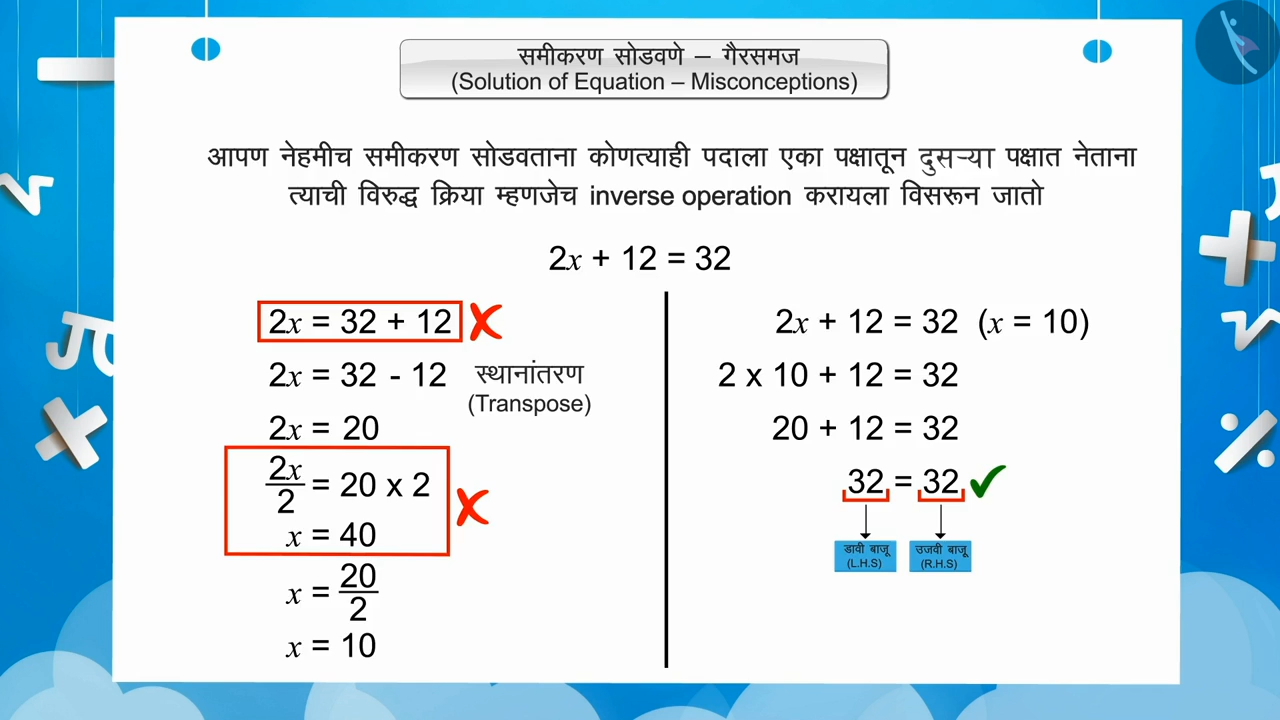 समीकरण सोडवणे – गैरसमज
(Solution of Equation – Misconceptions)
आपण नेहमीच समीकरण सोडवताना कोणत्याही पदाला एका पक्षातून दुसऱ्या पक्षात नेताना
त्याची विरुद्ध क्रिया म्हणजेच inverse operation करायला विसरून जातो
2x + 12 = 32
2x = 32 + 12
2x = 32 - 12 स्थानांतरण
(Transpose)
2x = 20
2x/2 = 20 x 2
x = 40
x = 20/2
x = 10
2x + 12 = 32 (x = 10)
2 x 10 + 12 = 32
20 + 12 = 32
32 = 32
डावी बाजू
(L.H.S)
उजवी बाजू
(R.H.S)